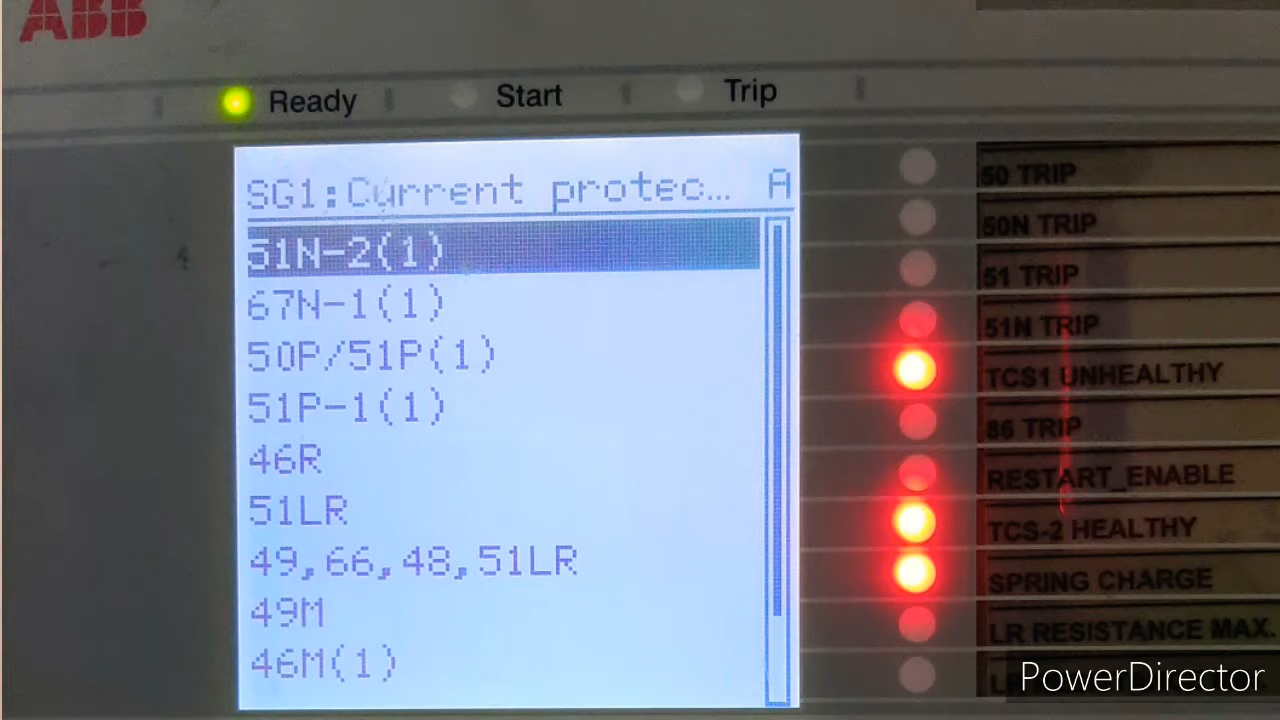 ABB
Ready
Start
Trip
SG1:Current protec… A
51N-2(1)
67N-1(1)
50P/51P(1)
51P-1(1)
46R
51LR
49,66,48,51LR
49M
46M(1)
50 TRIP
50N TRIP
51 TRIP
51N TRIP
TCS1 UNHEALTHY
86 TRIP
RESTART_ENABLE
TCS-2 HEALTHY
SPRING CHARGE
LR RESISTANCE MAX.
PowerDirector